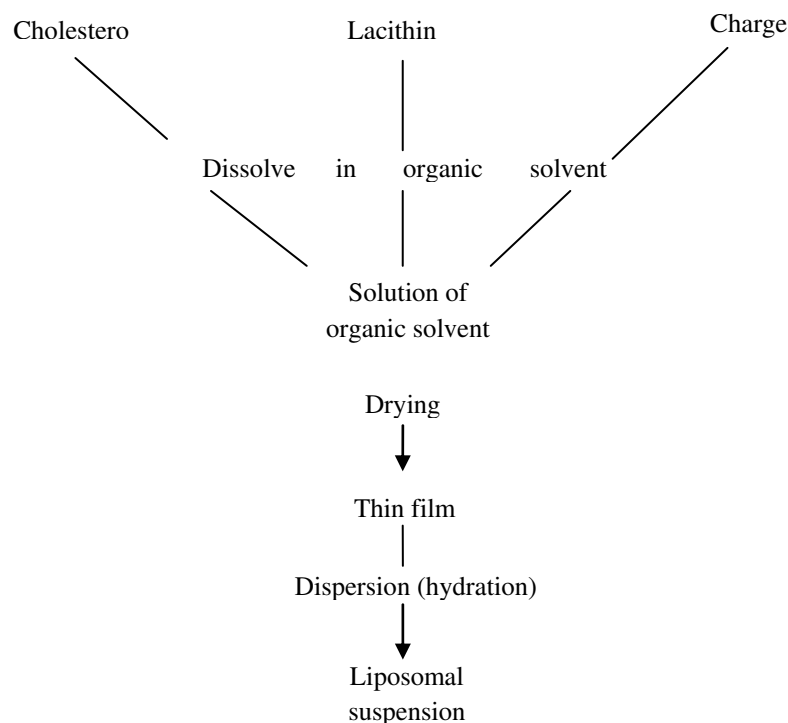 Cholestero Lacithin Charge
Dissolve in organic solvent
Solution of
organic solvent
Drying
Thin film
Dispersion (hydration)
Liposomal
suspension